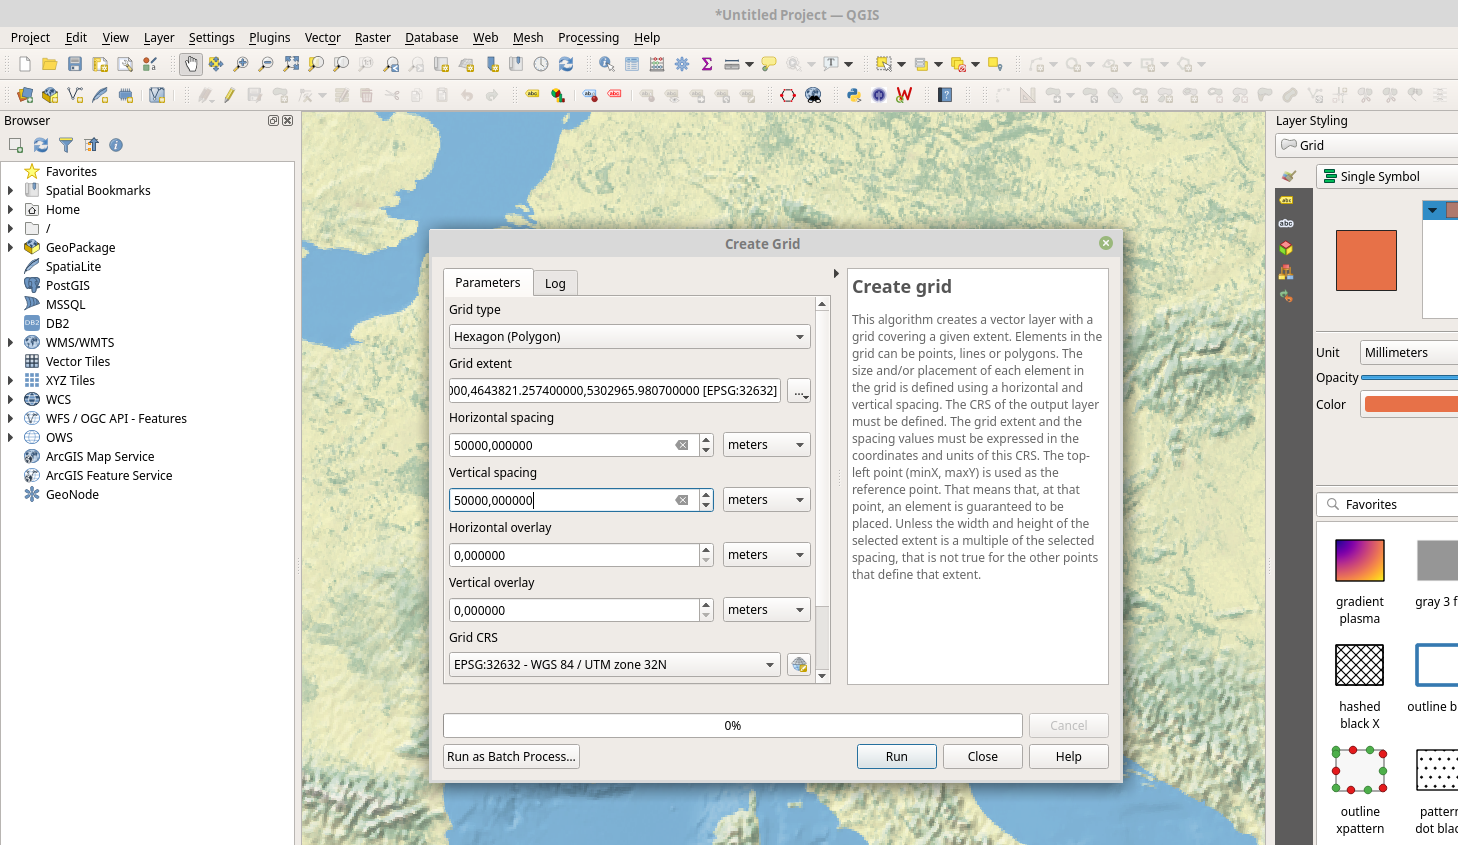 *Untitled Project — QGIS
Project Edit View Layer Settings Plugins Vector Raster Database Web Mesh Processing Help
Browser
Favorites
Spatial Bookmarks
Home
/
GeoPackage
SpatiaLite
PostGIS
MSSQL
DB2 DB2
WMS/WMTS
Vector Tiles
XYZ Tiles
WCS
WFS / OGC API - Features
OWS
ArcGIS Map Service
ArcGIS Feature Service
GeoNode
Create Grid
Parameters Log
Grid type
Hexagon (Polygon)
Grid extent
000,4643821.257400000,5302965.980700000 [EPSG:32632] ...
Horizontal spacing
50000,000000 meters
Vertical spacing
50000,000000 meters
Horizontal overlay
0,000000 meters
Vertical overlay
0,000000 meters
Grid CRS
EPSG:32632 - WGS 84 / UTM zone 32N
Create grid
This algorithm creates a vector layer with a
grid covering a given extent. Elements in the
grid can be points, lines or polygons. The
size and/or placement of each element in
the grid is defined using a horizontal and
vertical spacing. The CRS of the output layer
must be defined. The grid extent and the
spacing values must be expressed in the
coordinates and units of this CRS. The top-
left point (minX, maxY) is used as the
reference point. That means that, at that
point, an element is guaranteed to be
placed. Unless the width and height of the
selected extent is a multiple of the selected
spacing, that is not true for the other points
that define that extent.
0% Cancel
Run as Batch Process... Run Close Help
Layer Styling
Grid
Single Symbol
abc
abc
Unit Millimeters
Opacity
Color
Favorites
gradient
plasma
gray 3 f
hashed
black X
outline b
outline
xpattern
pattern
dot blac